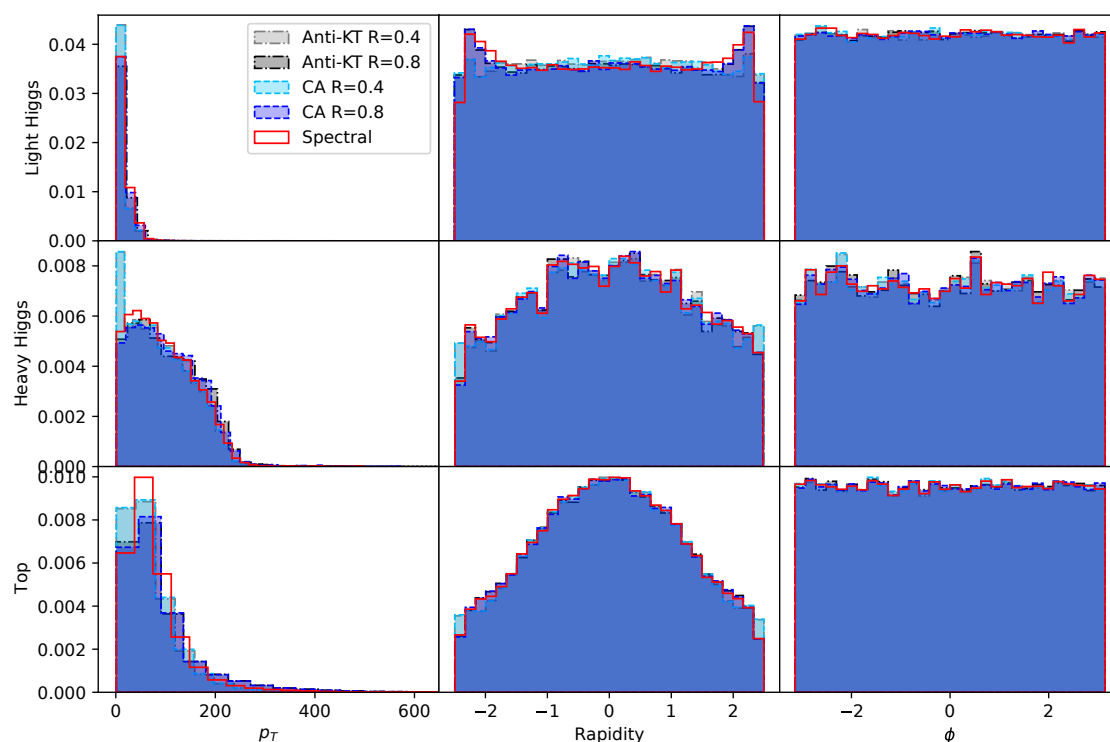 Anti-KT R=0.4
Anti-KT R=0.8
CA R=0.4
CA R=0.8
Spectral
Light Higgs
0.04
0.03
0.02
0.01
0.00
Heavy Higgs
0.008
0.006
0.004
0.002
0.000
Top
0.010
0.008
0.006
0.004
0.002
0.000
0 200 400 600
−2 −1 0 1 2
−2 0 2
p_T
Rapidity
ϕ